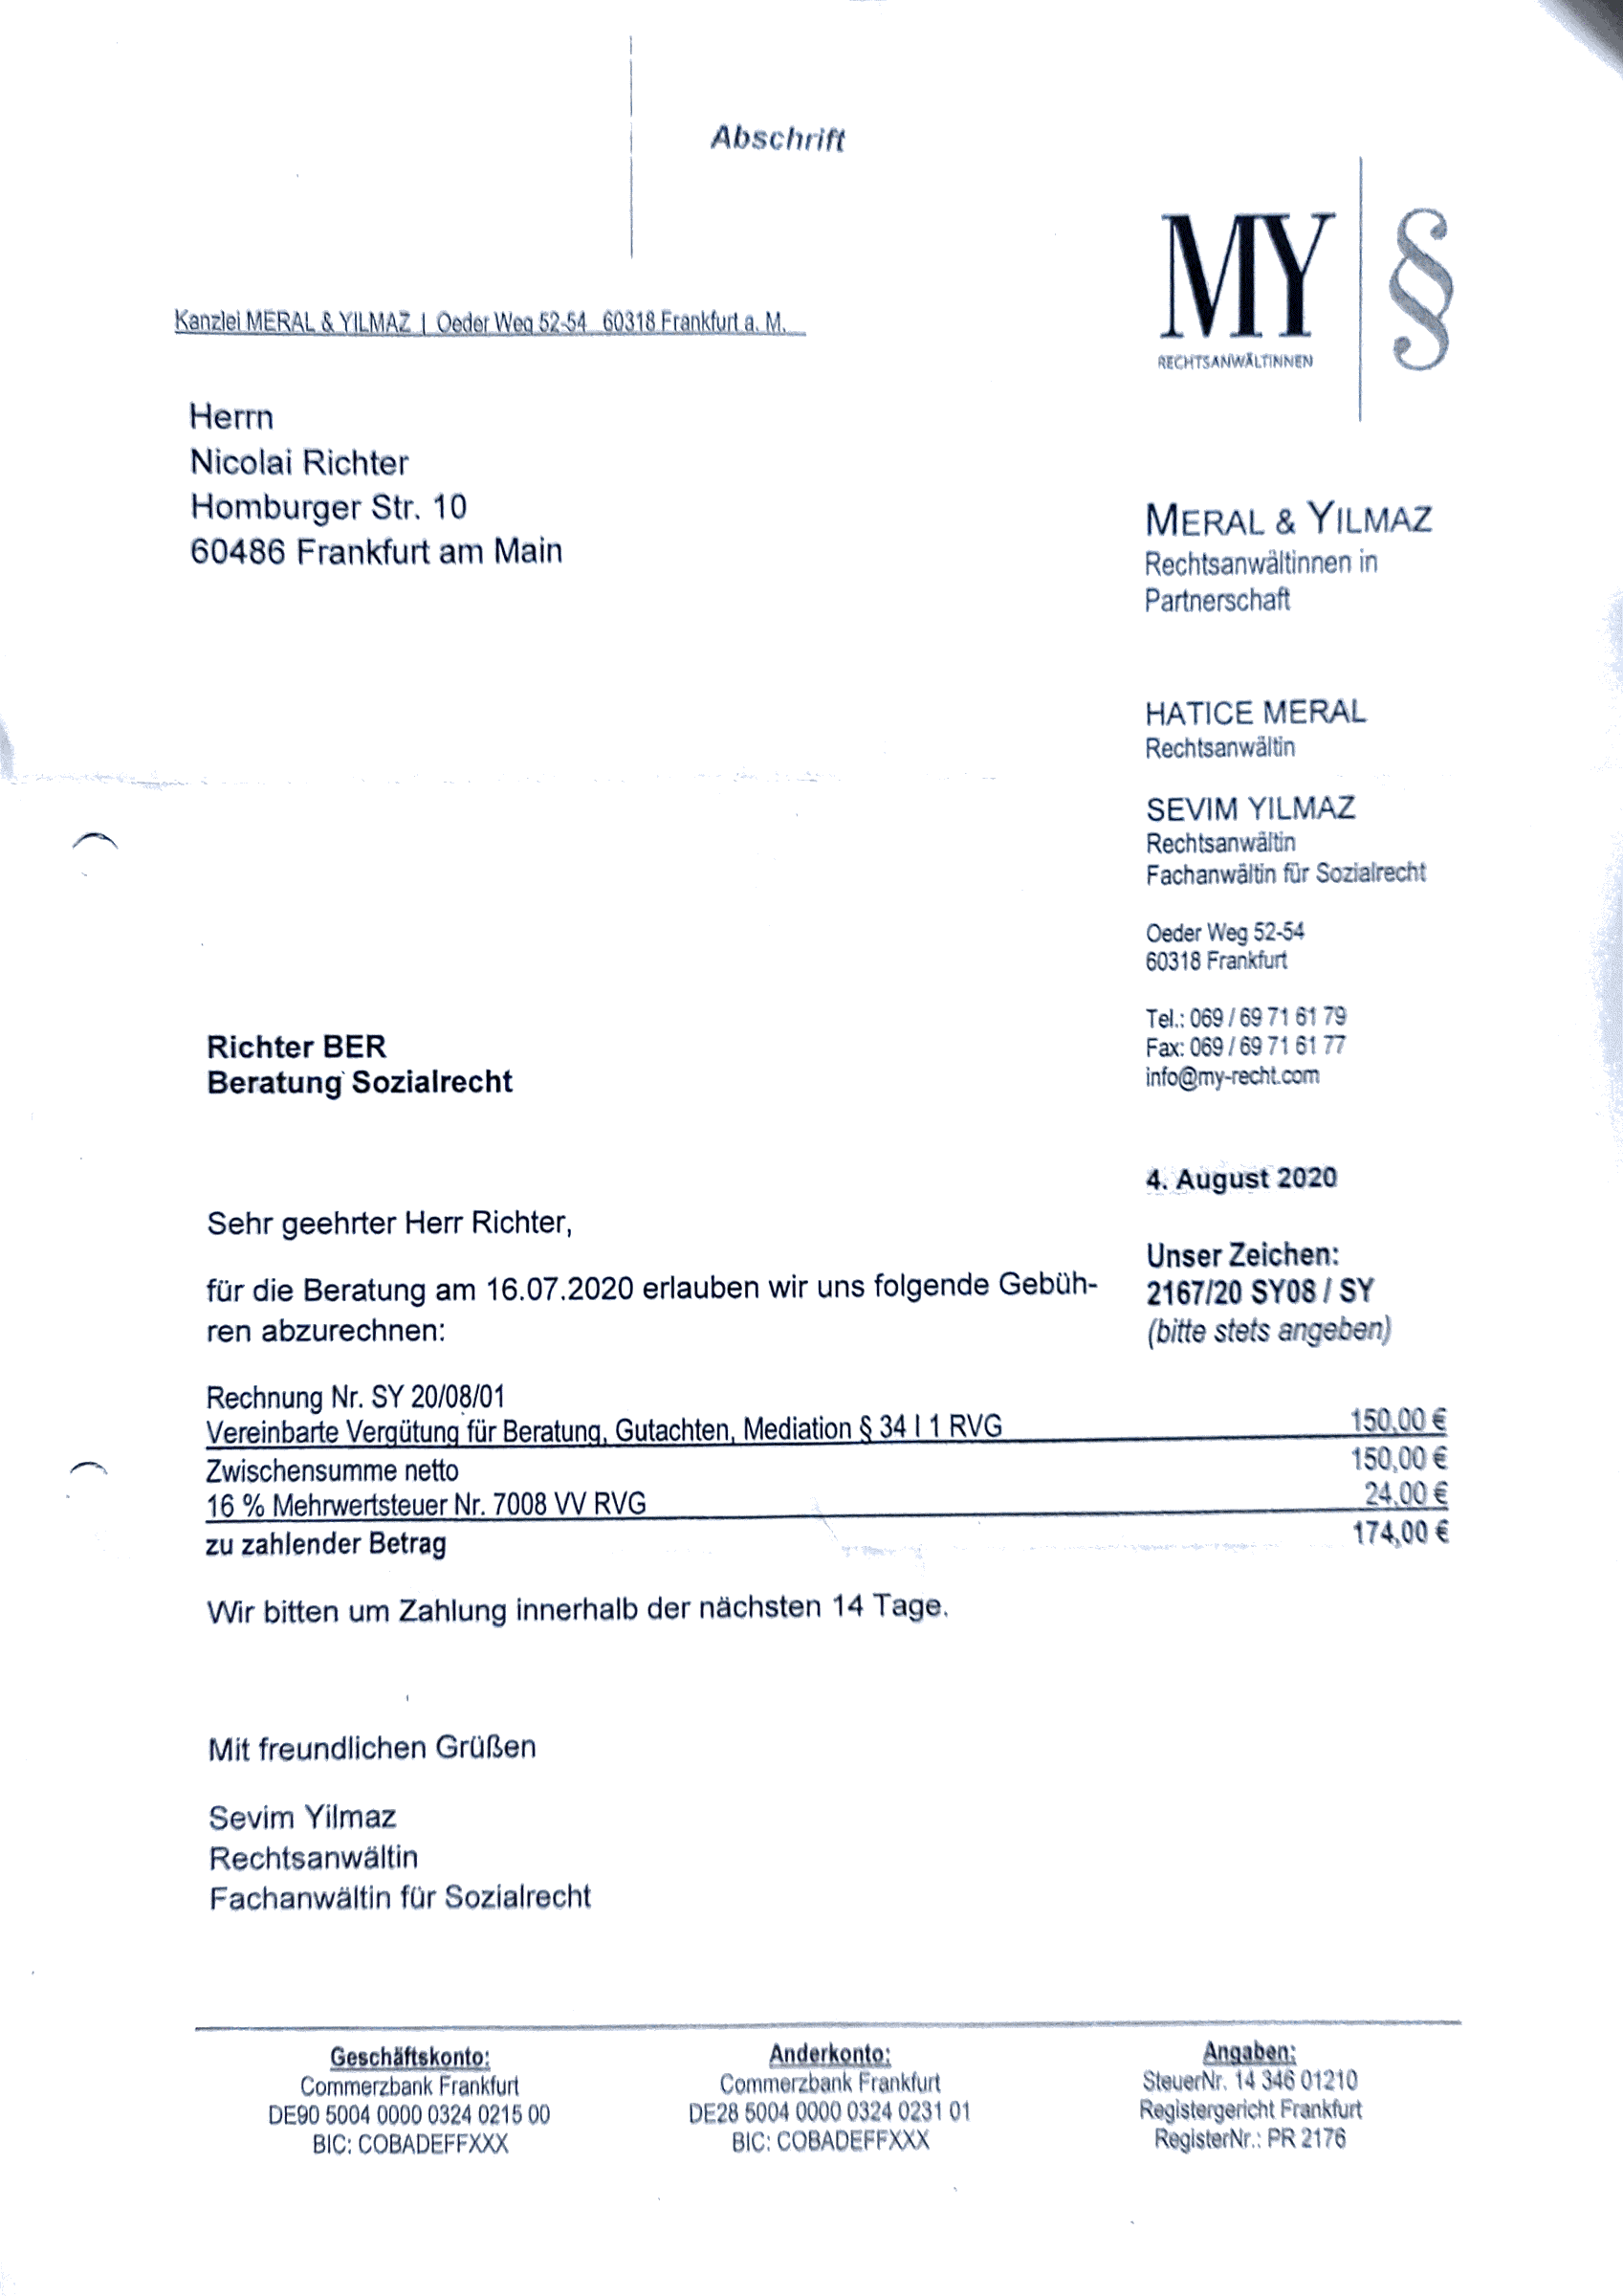 Abschrift
MY §
RECHTSANWÄLTINNEN
Kanzlei MERAL & YILMAZ | Oeder Weg 52-54 60318 Frankfurt a. M.
Herrn
Nicolai Richter
Homburger Str. 10
60486 Frankfurt am Main
MERAL & YILMAZ
Rechtsanwältinnen in
Partnerschaft
HATICE MERAL
Rechtsanwältin
SEVIM YILMAZ
Rechtsanwältin
Fachanwältin für Sozialrecht
Oeder Weg 52-54
60318 Frankfurt
Tel.: 069 / 69 71 61 79
Fax: 069 / 69 71 61 77
info@my-recht.com
Richter BER
Beratung Sozialrecht
4. August 2020
Unser Zeichen:
2167/20 SY08 / SY
(bitte stets angeben)
Sehr geehrter Herr Richter,
für die Beratung am 16.07.2020 erlauben wir uns folgende Gebüh-
ren abzurechnen:
Rechnung Nr. SY 20/08/01
Vereinbarte Vergütung für Beratung, Gutachten, Mediation § 34 I 1 RVG 150,00 €
Zwischensumme netto 150,00 €
16 % Mehrwertsteuer Nr. 7008 VV RVG 24,00 €
zu zahlender Betrag 174,00 €
Wir bitten um Zahlung innerhalb der nächsten 14 Tage.
Mit freundlichen Grüßen
Sevim Yilmaz
Rechtsanwältin
Fachanwältin für Sozialrecht
Geschäftskonto:
Commerzbank Frankfurt
DE90 5004 0000 0324 0215 00
BIC: COBADEFFXXX
Anderkonto:
Commerzbank Frankfurt
DE28 5004 0000 0324 0231 01
BIC: COBADEFFXXX
Angaben:
SteuerNr. 14 346 01210
Registergericht Frankfurt
RegisterNr.: PR 2176